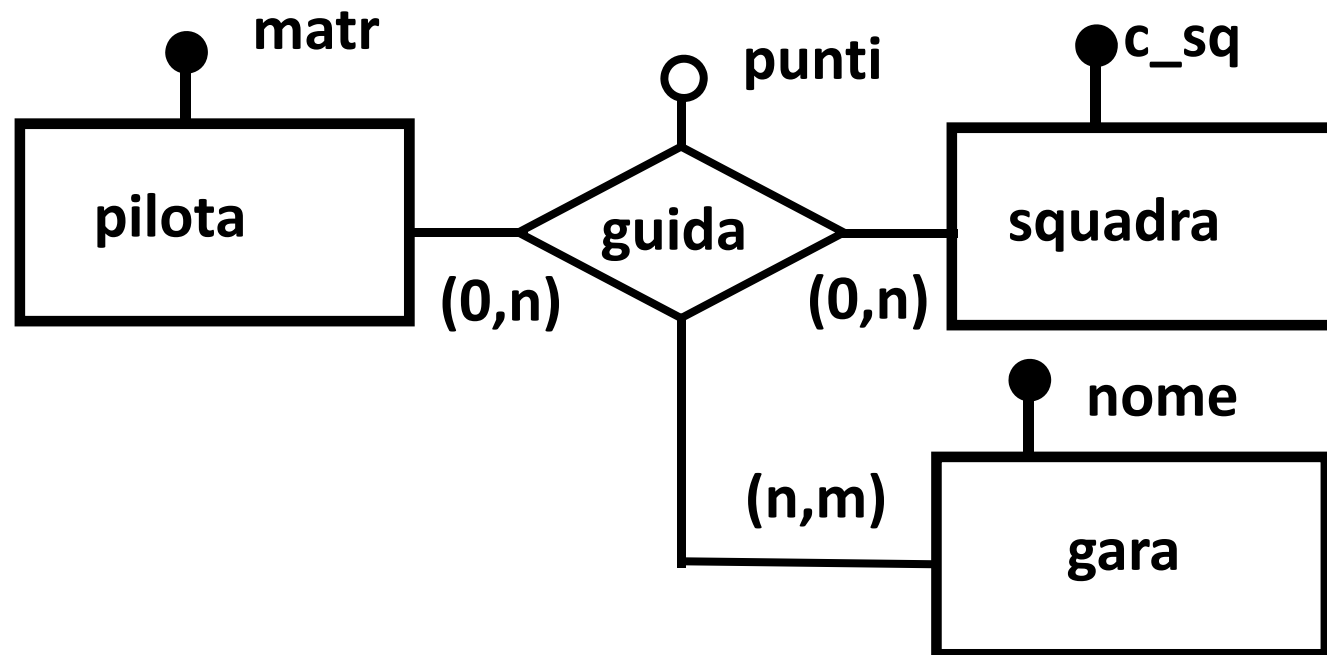 matr
punti
c_sq
pilota
guida
squadra
(0,n)
(0,n)
nome
(n,m)
gara